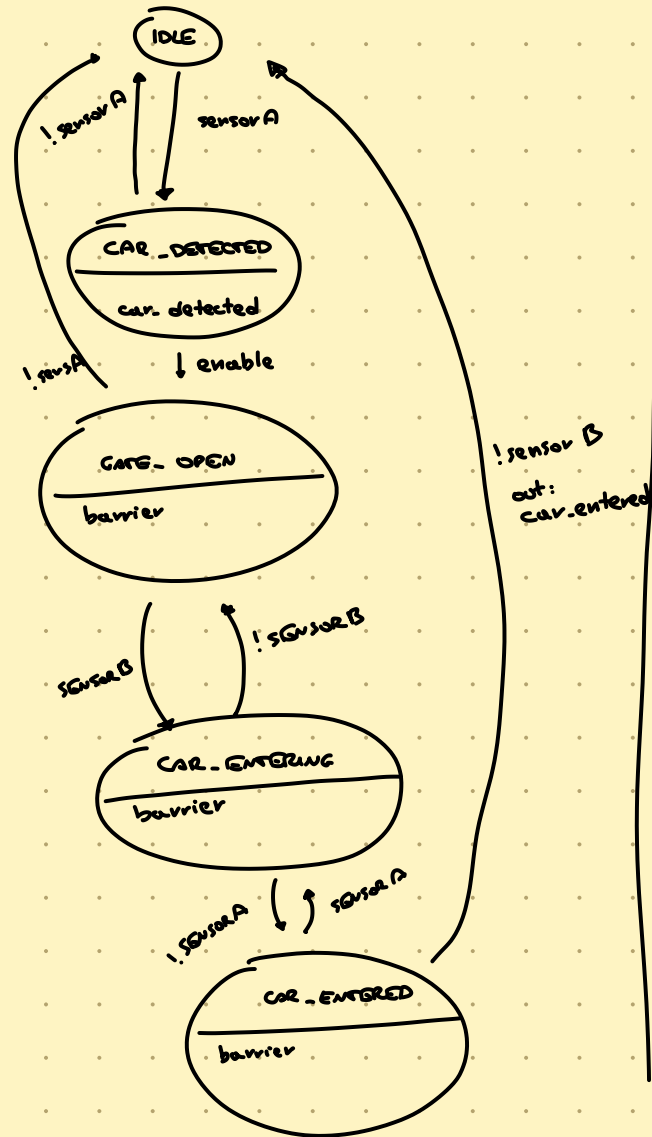 IDLE
!sensorA
sensorA
CAR_DETECTED
car_detected
enable
!sensA
GATE_OPEN
barrier
!sensor B
out:
car_entered
SENSORB
!SENSORB
CAR_ENTERING
barrier
!SENSORA
SENSORA
CAR_ENTERED
barrier